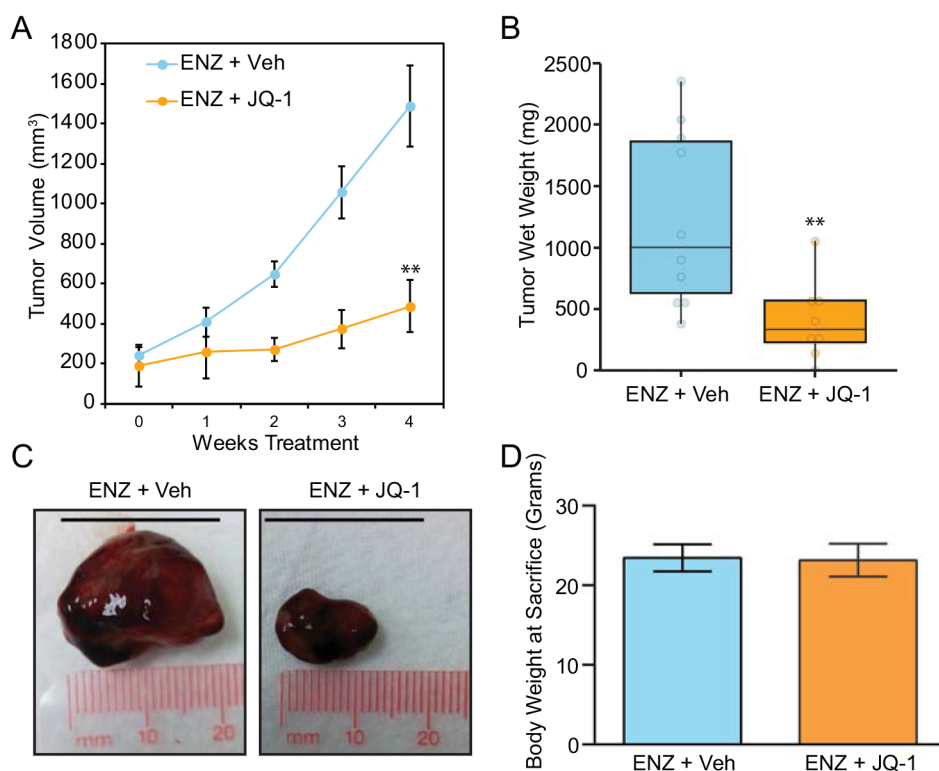 A
1800
1600
1400
1200
1000
800
600
400
200
0
Tumor Volume (mm3)
ENZ + Veh
ENZ + JQ-1
**
0 1 2 3 4
Weeks Treatment
B
2500
2000
1500
1000
500
0
Tumor Wet Weight (mg)
**
ENZ + Veh ENZ + JQ-1
C
ENZ + Veh ENZ + JQ-1
mm 10 20
mm 10 20
D
30
20
10
0
Body Weight at Sacrifice (Grams)
ENZ + Veh ENZ + JQ-1